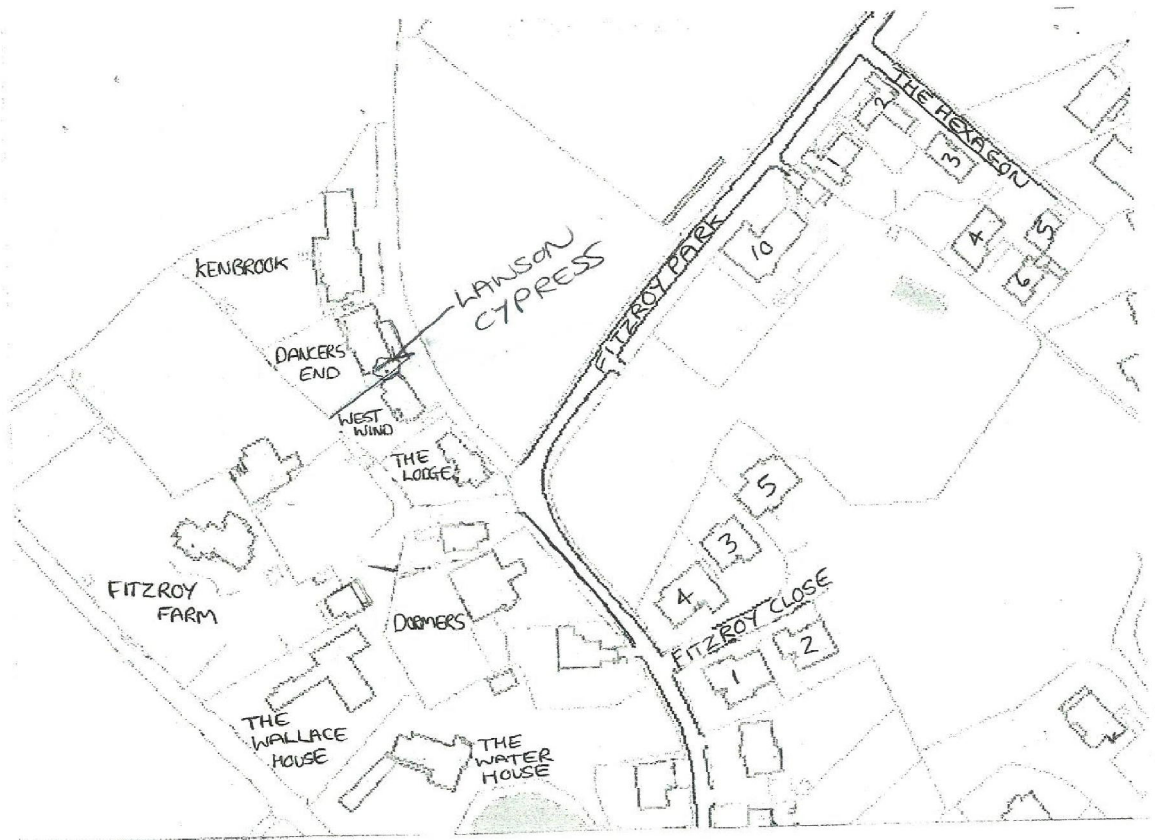 THE HEXAGON
2
1
3
4
5
6
10
FITZROY PARK
KENBROOK
LAWSON
CYPRESS
DANCERS
END
WEST
WIND
THE
LODGE
5
3
4
FITZROY CLOSE
1
2
FITZROY
FARM
DORMERS
THE
WALLACE
HOUSE
THE
WATER
HOUSE